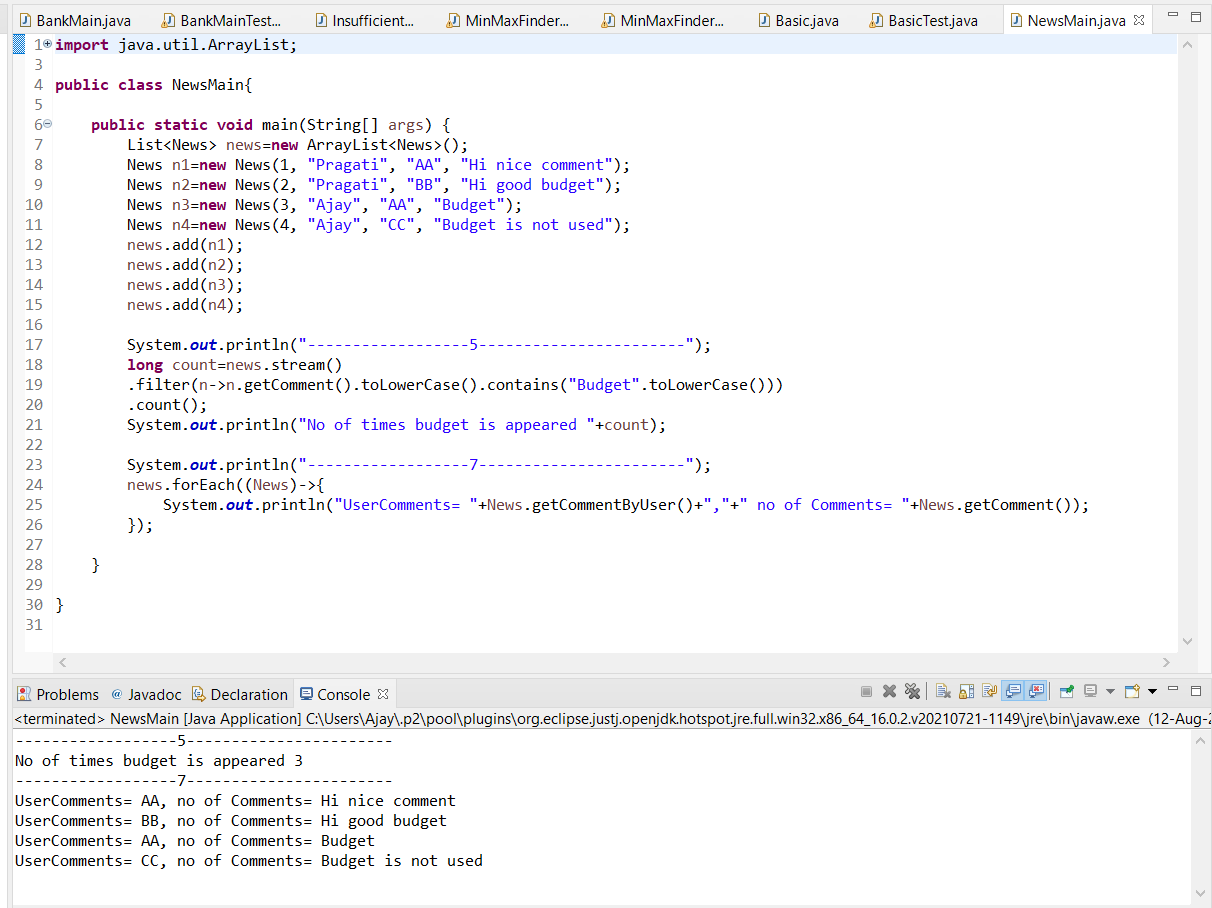 BankMain.java BankMainTest... Insufficient... MinMaxFinder... MinMaxFinder... Basic.java BasicTest.java NewsMain.java
1 import java.util.ArrayList;
3
4 public class NewsMain{
5
6 public static void main(String[] args) {
7 List<News> news=new ArrayList<News>();
8 News n1=new News(1, "Pragati", "AA", "Hi nice comment");
9 News n2=new News(2, "Pragati", "BB", "Hi good budget");
10 News n3=new News(3, "Ajay", "AA", "Budget");
11 News n4=new News(4, "Ajay", "CC", "Budget is not used");
12 news.add(n1);
13 news.add(n2);
14 news.add(n3);
15 news.add(n4);
16
17 System.out.println("------------------5-----------------------");
18 long count=news.stream()
19 .filter(n->n.getComment().toLowerCase().contains("Budget".toLowerCase()))
20 .count();
21 System.out.println("No of times budget is appeared "+count);
22
23 System.out.println("------------------7-----------------------");
24 news.forEach((News)->{
25 System.out.println("UserComments= "+News.getCommentByUser()+","+" no of Comments= "+News.getComment());
26 });
27
28 }
29
30 }
31
Problems @ Javadoc Declaration Console
<terminated> NewsMain [Java Application] C:\Users\Ajay\.p2\pool\plugins\org.eclipse.justj.openjdk.hotspot.jre.full.win32.x86_64_16.0.2.v20210721-1149\jre\bin\javaw.exe (12-Aug-2
------------------5-----------------------
No of times budget is appeared 3
------------------7-----------------------
UserComments= AA, no of Comments= Hi nice comment
UserComments= BB, no of Comments= Hi good budget
UserComments= AA, no of Comments= Budget
UserComments= CC, no of Comments= Budget is not used